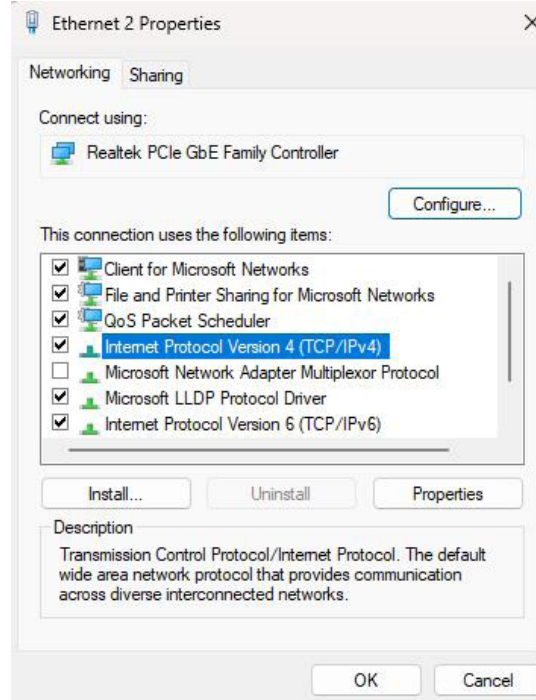 Ethernet 2 Properties
Networking
Sharing
Connect using:
Realtek PCIe GbE Family Controller
Configure...
This connection uses the following items:
Client for Microsoft Networks
File and Printer Sharing for Microsoft Networks
QoS Packet Scheduler
Internet Protocol Version 4 (TCP/IPv4)
Microsoft Network Adapter Multiplexor Protocol
Microsoft LLDP Protocol Driver
Internet Protocol Version 6 (TCP/IPv6)
Install...
Uninstall
Properties
Description
Transmission Control Protocol/Internet Protocol. The default
wide area network protocol that provides communication
across diverse interconnected networks.
OK
Cancel